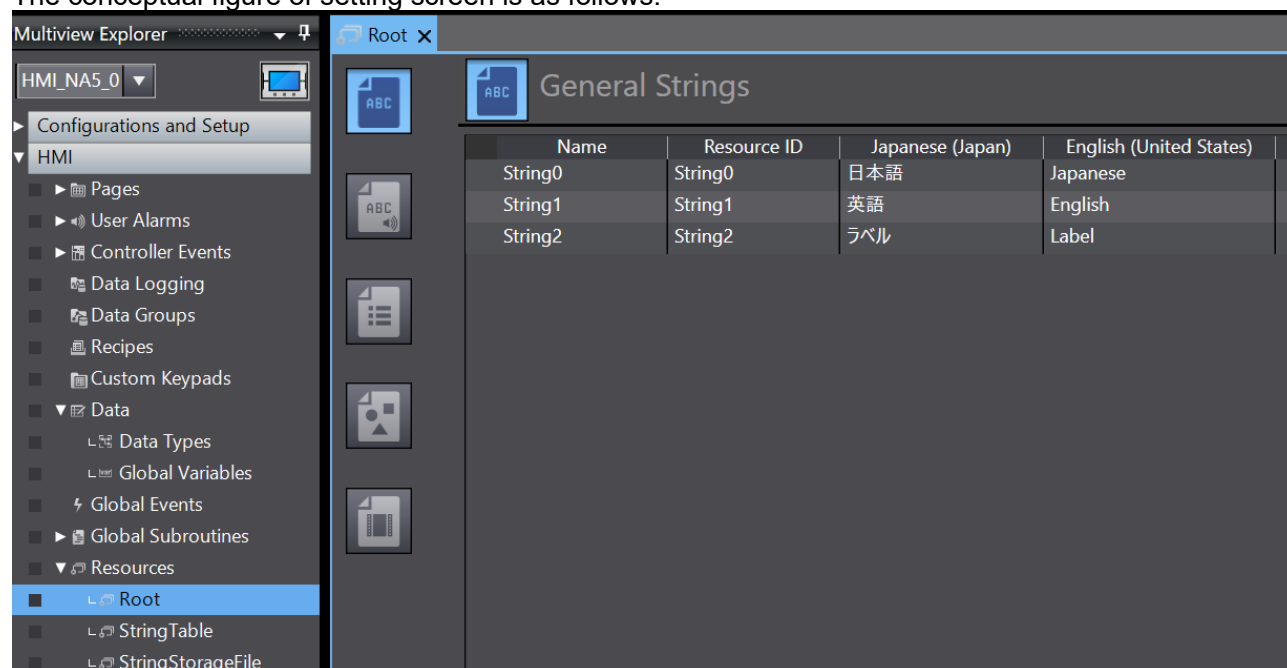 The conceptual figure of setting screen is as follows.
Multiview Explorer
HMI_NA5_0
Configurations and Setup
HMI
Pages
User Alarms
Controller Events
Data Logging
Data Groups
Recipes
Custom Keypads
Data
Data Types
Global Variables
Global Events
Global Subroutines
Resources
Root
StringTable
StringStorageFile
Root
ABC
ABC
ABC
General Strings
Name Resource ID Japanese (Japan) English (United States)
String0 String0 日本語 Japanese
String1 String1 英語 English
String2 String2 ラベル Label